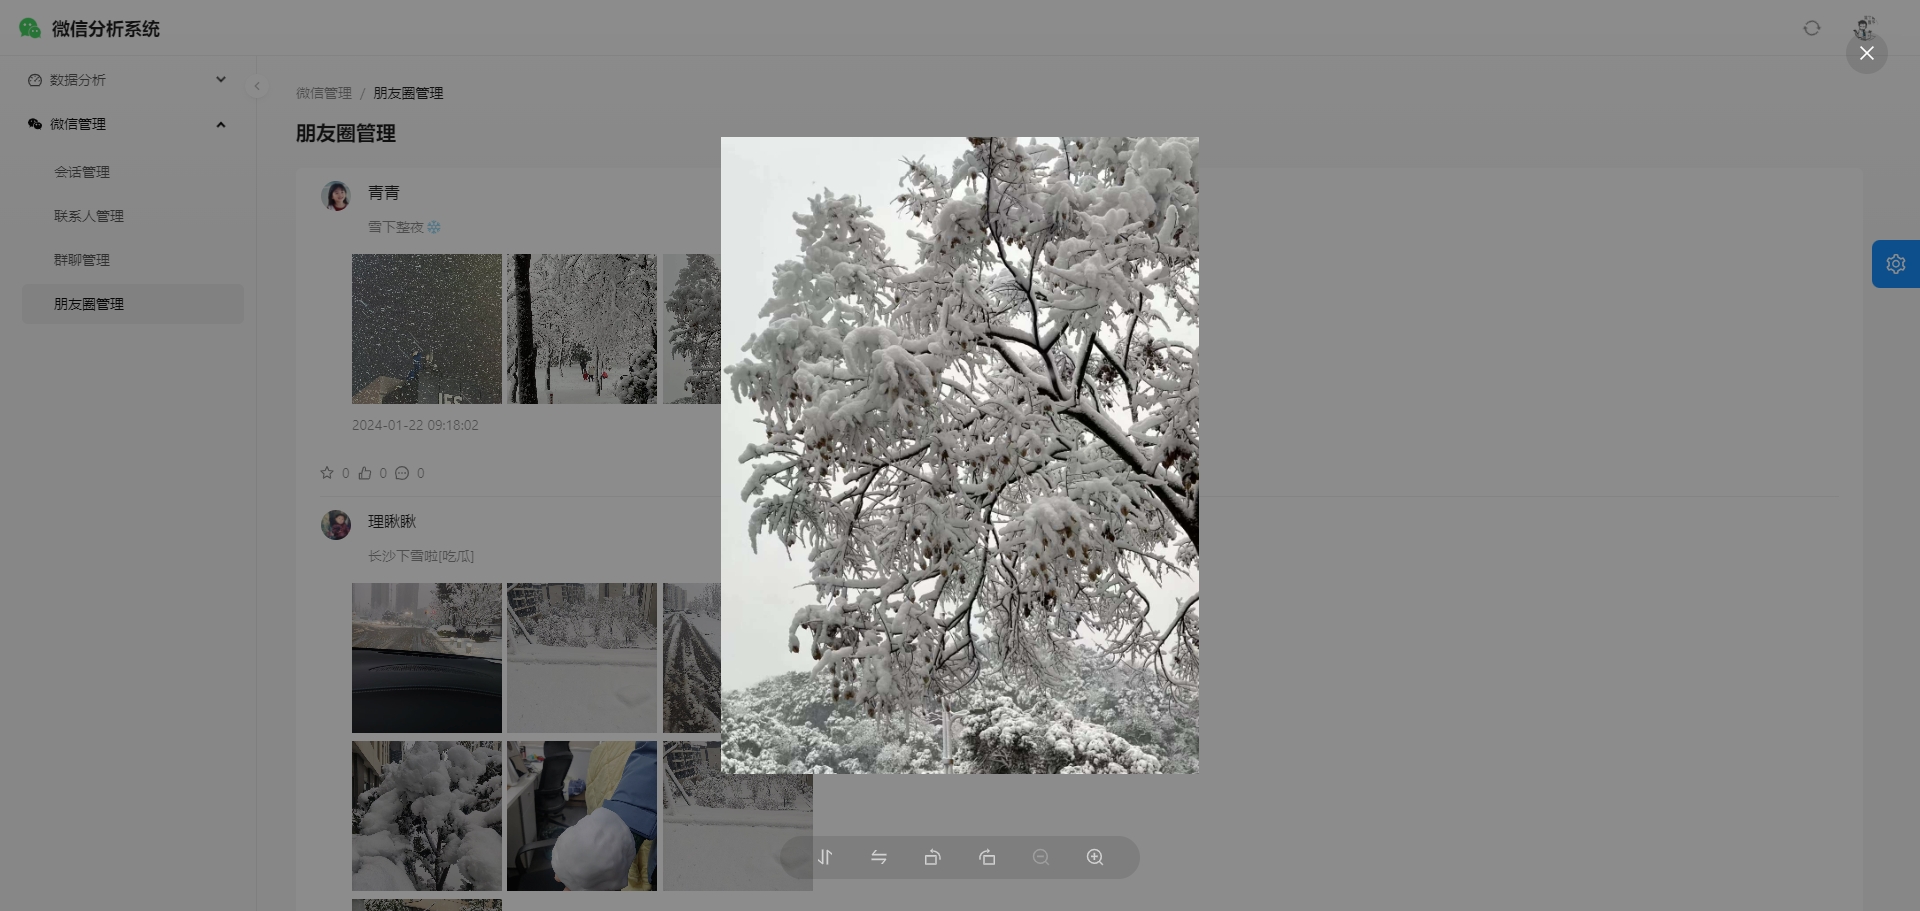 微信分析系统
数据分析
微信管理
会话管理
联系人管理
群聊管理
朋友圈管理
微信管理 / 朋友圈管理
朋友圈管理
青青
雪下整夜❄️
IFS
2024-01-22 09:18:02
0 0 0
理瞅瞅
长沙下雪啦[吃瓜]